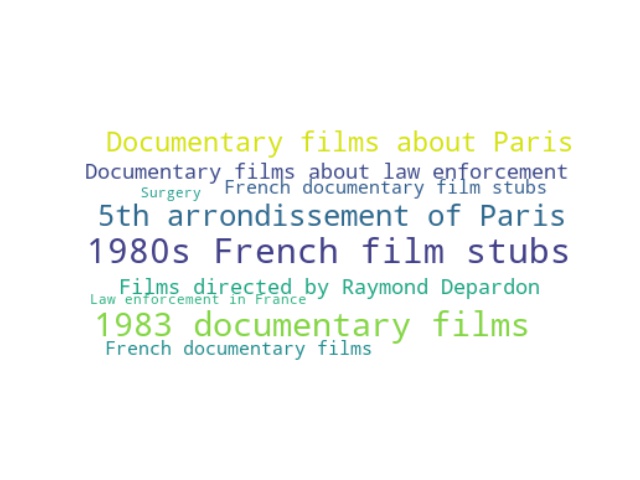 Documentary films about Paris
Documentary films about law enforcement
French documentary film stubs
Surgery
5th arrondissement of Paris
1980s French film stubs
Films directed by Raymond Depardon
Law enforcement in France
1983 documentary films
French documentary films